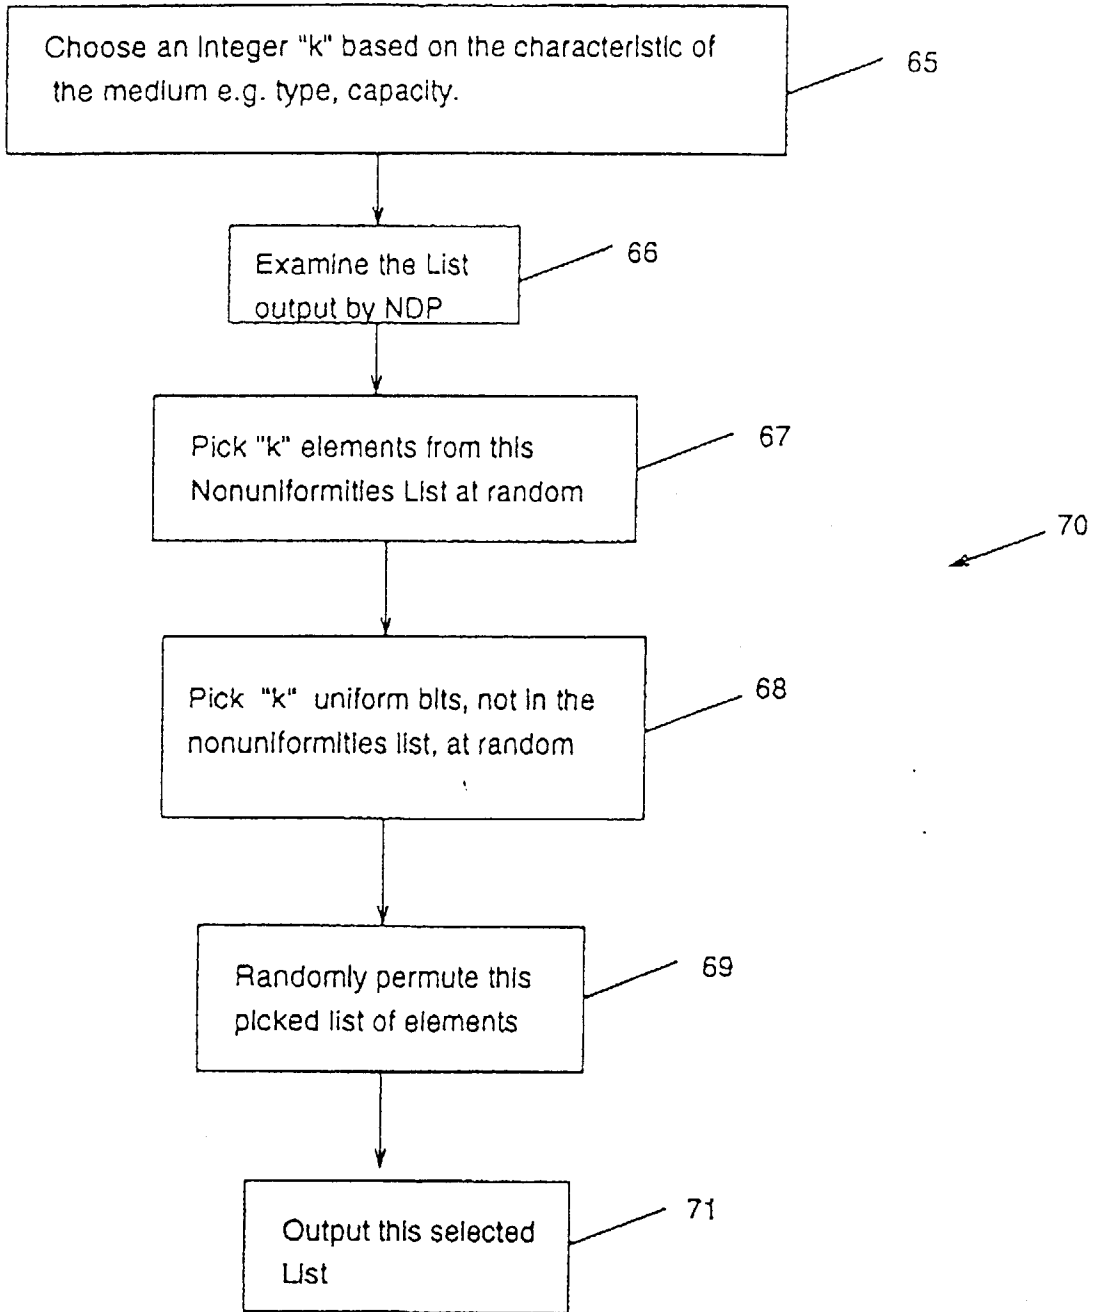 Choose an Integer "k" based on the characteristic of
the medium e.g. type, capacity.
65
Examine the List
output by NDP
66
Pick "k" elements from this
Nonuniformities List at random
67
70
Pick "k" uniform bits, not in the
nonuniformities list, at random
68
Randomly permute this
picked list of elements
69
Output this selected
List
71